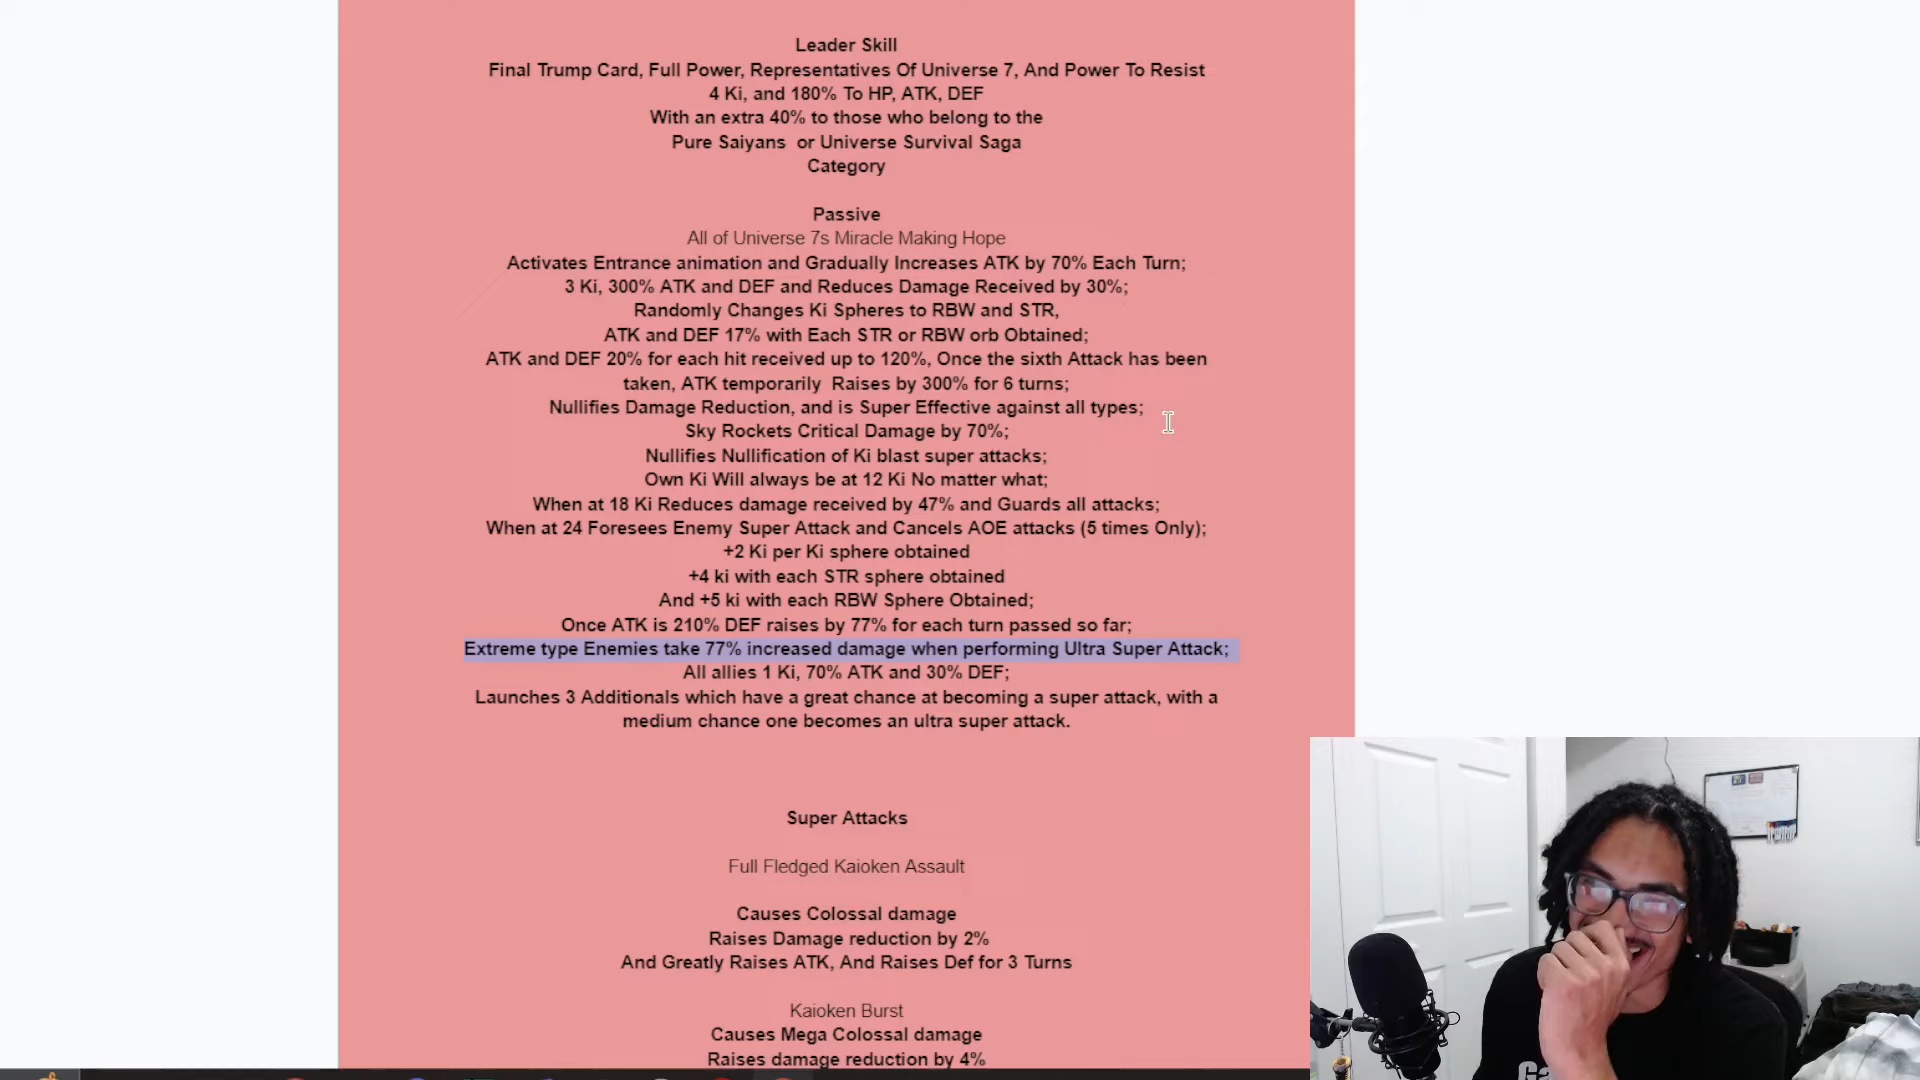 Leader Skill
Final Trump Card, Full Power, Representatives Of Universe 7, And Power To Resist
4 Ki, and 180% To HP, ATK, DEF
With an extra 40% to those who belong to the
Pure Saiyans or Universe Survival Saga
Category
Passive
All of Universe 7s Miracle Making Hope
Activates Entrance animation and Gradually Increases ATK by 70% Each Turn;
3 Ki, 300% ATK and DEF and Reduces Damage Received by 30%;
Randomly Changes Ki Spheres to RBW and STR,
ATK and DEF 17% with Each STR or RBW orb Obtained;
ATK and DEF 20% for each hit received up to 120%, Once the sixth Attack has been
taken, ATK temporarily Raises by 300% for 6 turns;
Nullifies Damage Reduction, and is Super Effective against all types;
Sky Rockets Critical Damage by 70%;
Nullifies Nullification of Ki blast super attacks;
Own Ki Will always be at 12 Ki No matter what;
When at 18 Ki Reduces damage received by 47% and Guards all attacks;
When at 24 Foresees Enemy Super Attack and Cancels AOE attacks (5 times Only);
+2 Ki per Ki sphere obtained
+4 ki with each STR sphere obtained
And +5 ki with each RBW Sphere Obtained;
Once ATK is 210% DEF raises by 77% for each turn passed so far;
Extreme type Enemies take 77% increased damage when performing Ultra Super Attack;
All allies 1 Ki, 70% ATK and 30% DEF;
Launches 3 Additionals which have a great chance at becoming a super attack, with a
medium chance one becomes an ultra super attack.
Super Attacks
Full Fledged Kaioken Assault
Causes Colossal damage
Raises Damage reduction by 2%
And Greatly Raises ATK, And Raises Def for 3 Turns
Kaioken Burst
Causes Mega Colossal damage
Raises damage reduction by 4%